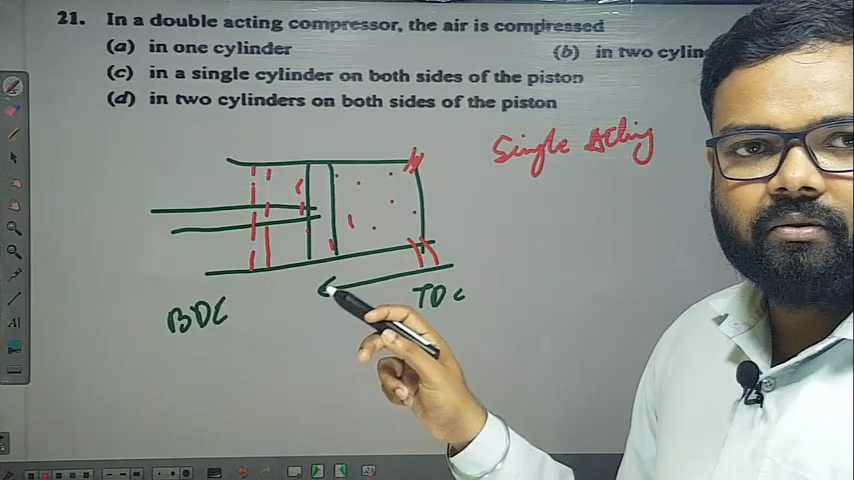 21. In a double acting compressor, the air is compressed
(a) in one cylinder (b) in two cylin
(c) in a single cylinder on both sides of the piston
(d) in two cylinders on both sides of the piston
Single Acting
TDC
BDC